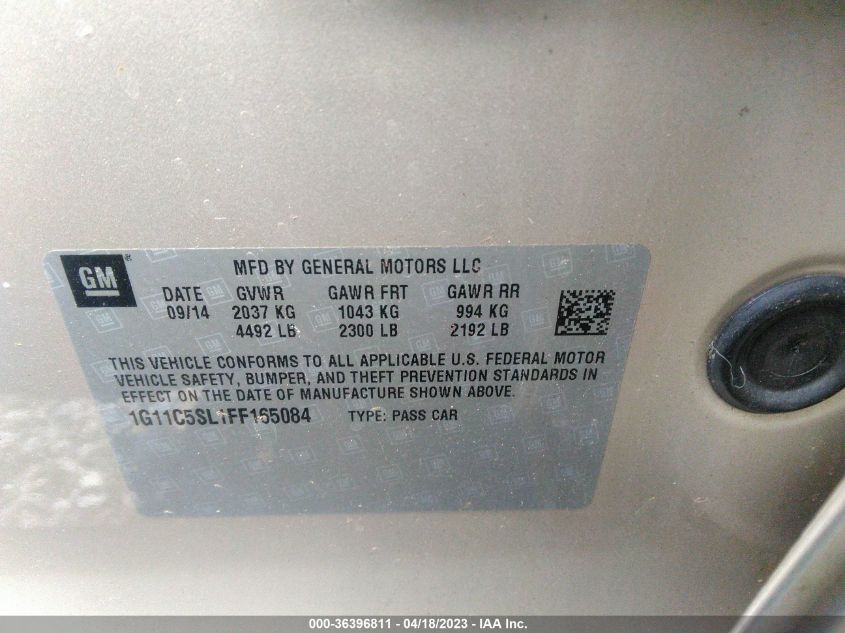 GM ®
MFD BY GENERAL MOTORS LLC
DATE GVWR GAWR FRT GAWR RR
09/14 2037 KG 1043 KG 994 KG
4492 LB 2300 LB 2192 LB
THIS VEHICLE CONFORMS TO ALL APPLICABLE U.S. FEDERAL MOTOR
VEHICLE SAFETY, BUMPER, AND THEFT PREVENTION STANDARDS IN
EFFECT ON THE DATE OF MANUFACTURE SHOWN ABOVE.
1G11C5SL1FF165084 TYPE: PASS CAR
000-36396811 - 04/18/2023 - IAA Inc.